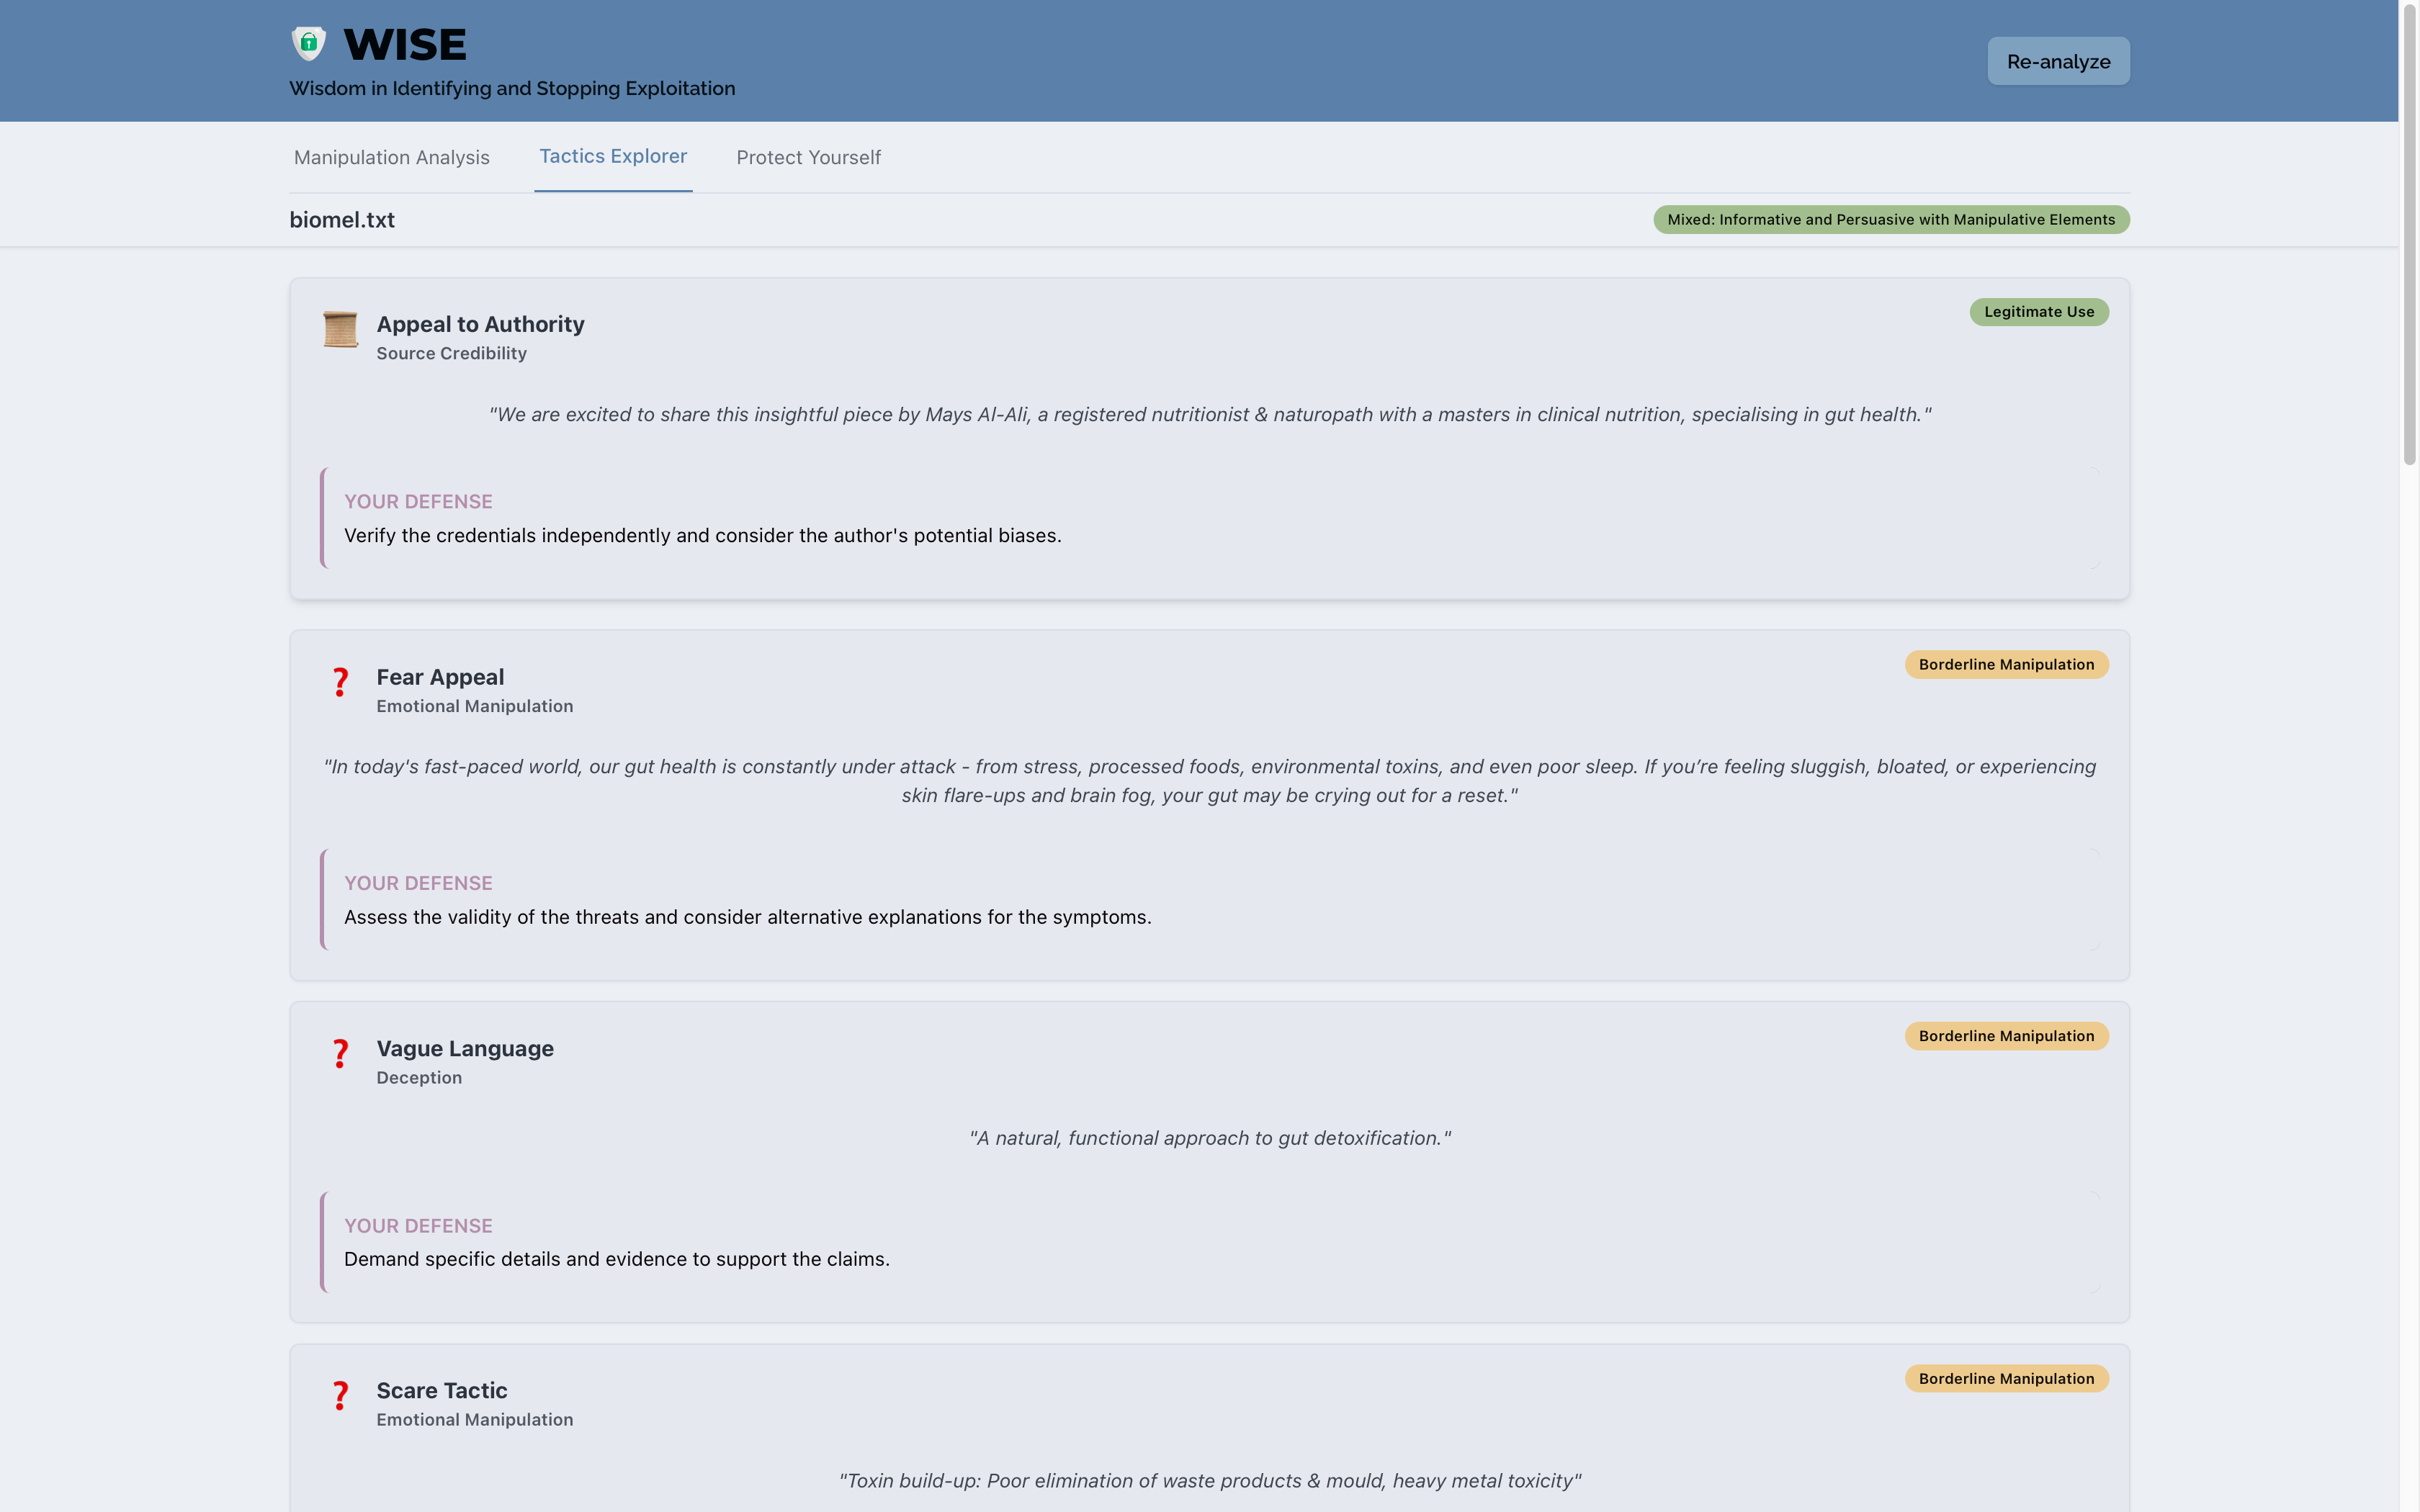 WISE
Wisdom in Identifying and Stopping Exploitation
Re-analyze
Manipulation Analysis
Tactics Explorer
Protect Yourself
biomel.txt
Mixed: Informative and Persuasive with Manipulative Elements
Appeal to Authority
Source Credibility
Legitimate Use
"We are excited to share this insightful piece by Mays Al-Ali, a registered nutritionist & naturopath with a masters in clinical nutrition, specialising in gut health."
YOUR DEFENSE
Verify the credentials independently and consider the author's potential biases.
Fear Appeal
Emotional Manipulation
Borderline Manipulation
"In today's fast-paced world, our gut health is constantly under attack - from stress, processed foods, environmental toxins, and even poor sleep. If you’re feeling sluggish, bloated, or experiencing
skin flare-ups and brain fog, your gut may be crying out for a reset."
YOUR DEFENSE
Assess the validity of the threats and consider alternative explanations for the symptoms.
Vague Language
Deception
Borderline Manipulation
"A natural, functional approach to gut detoxification."
YOUR DEFENSE
Demand specific details and evidence to support the claims.
Scare Tactic
Emotional Manipulation
Borderline Manipulation
"Toxin build-up: Poor elimination of waste products & mould, heavy metal toxicity"